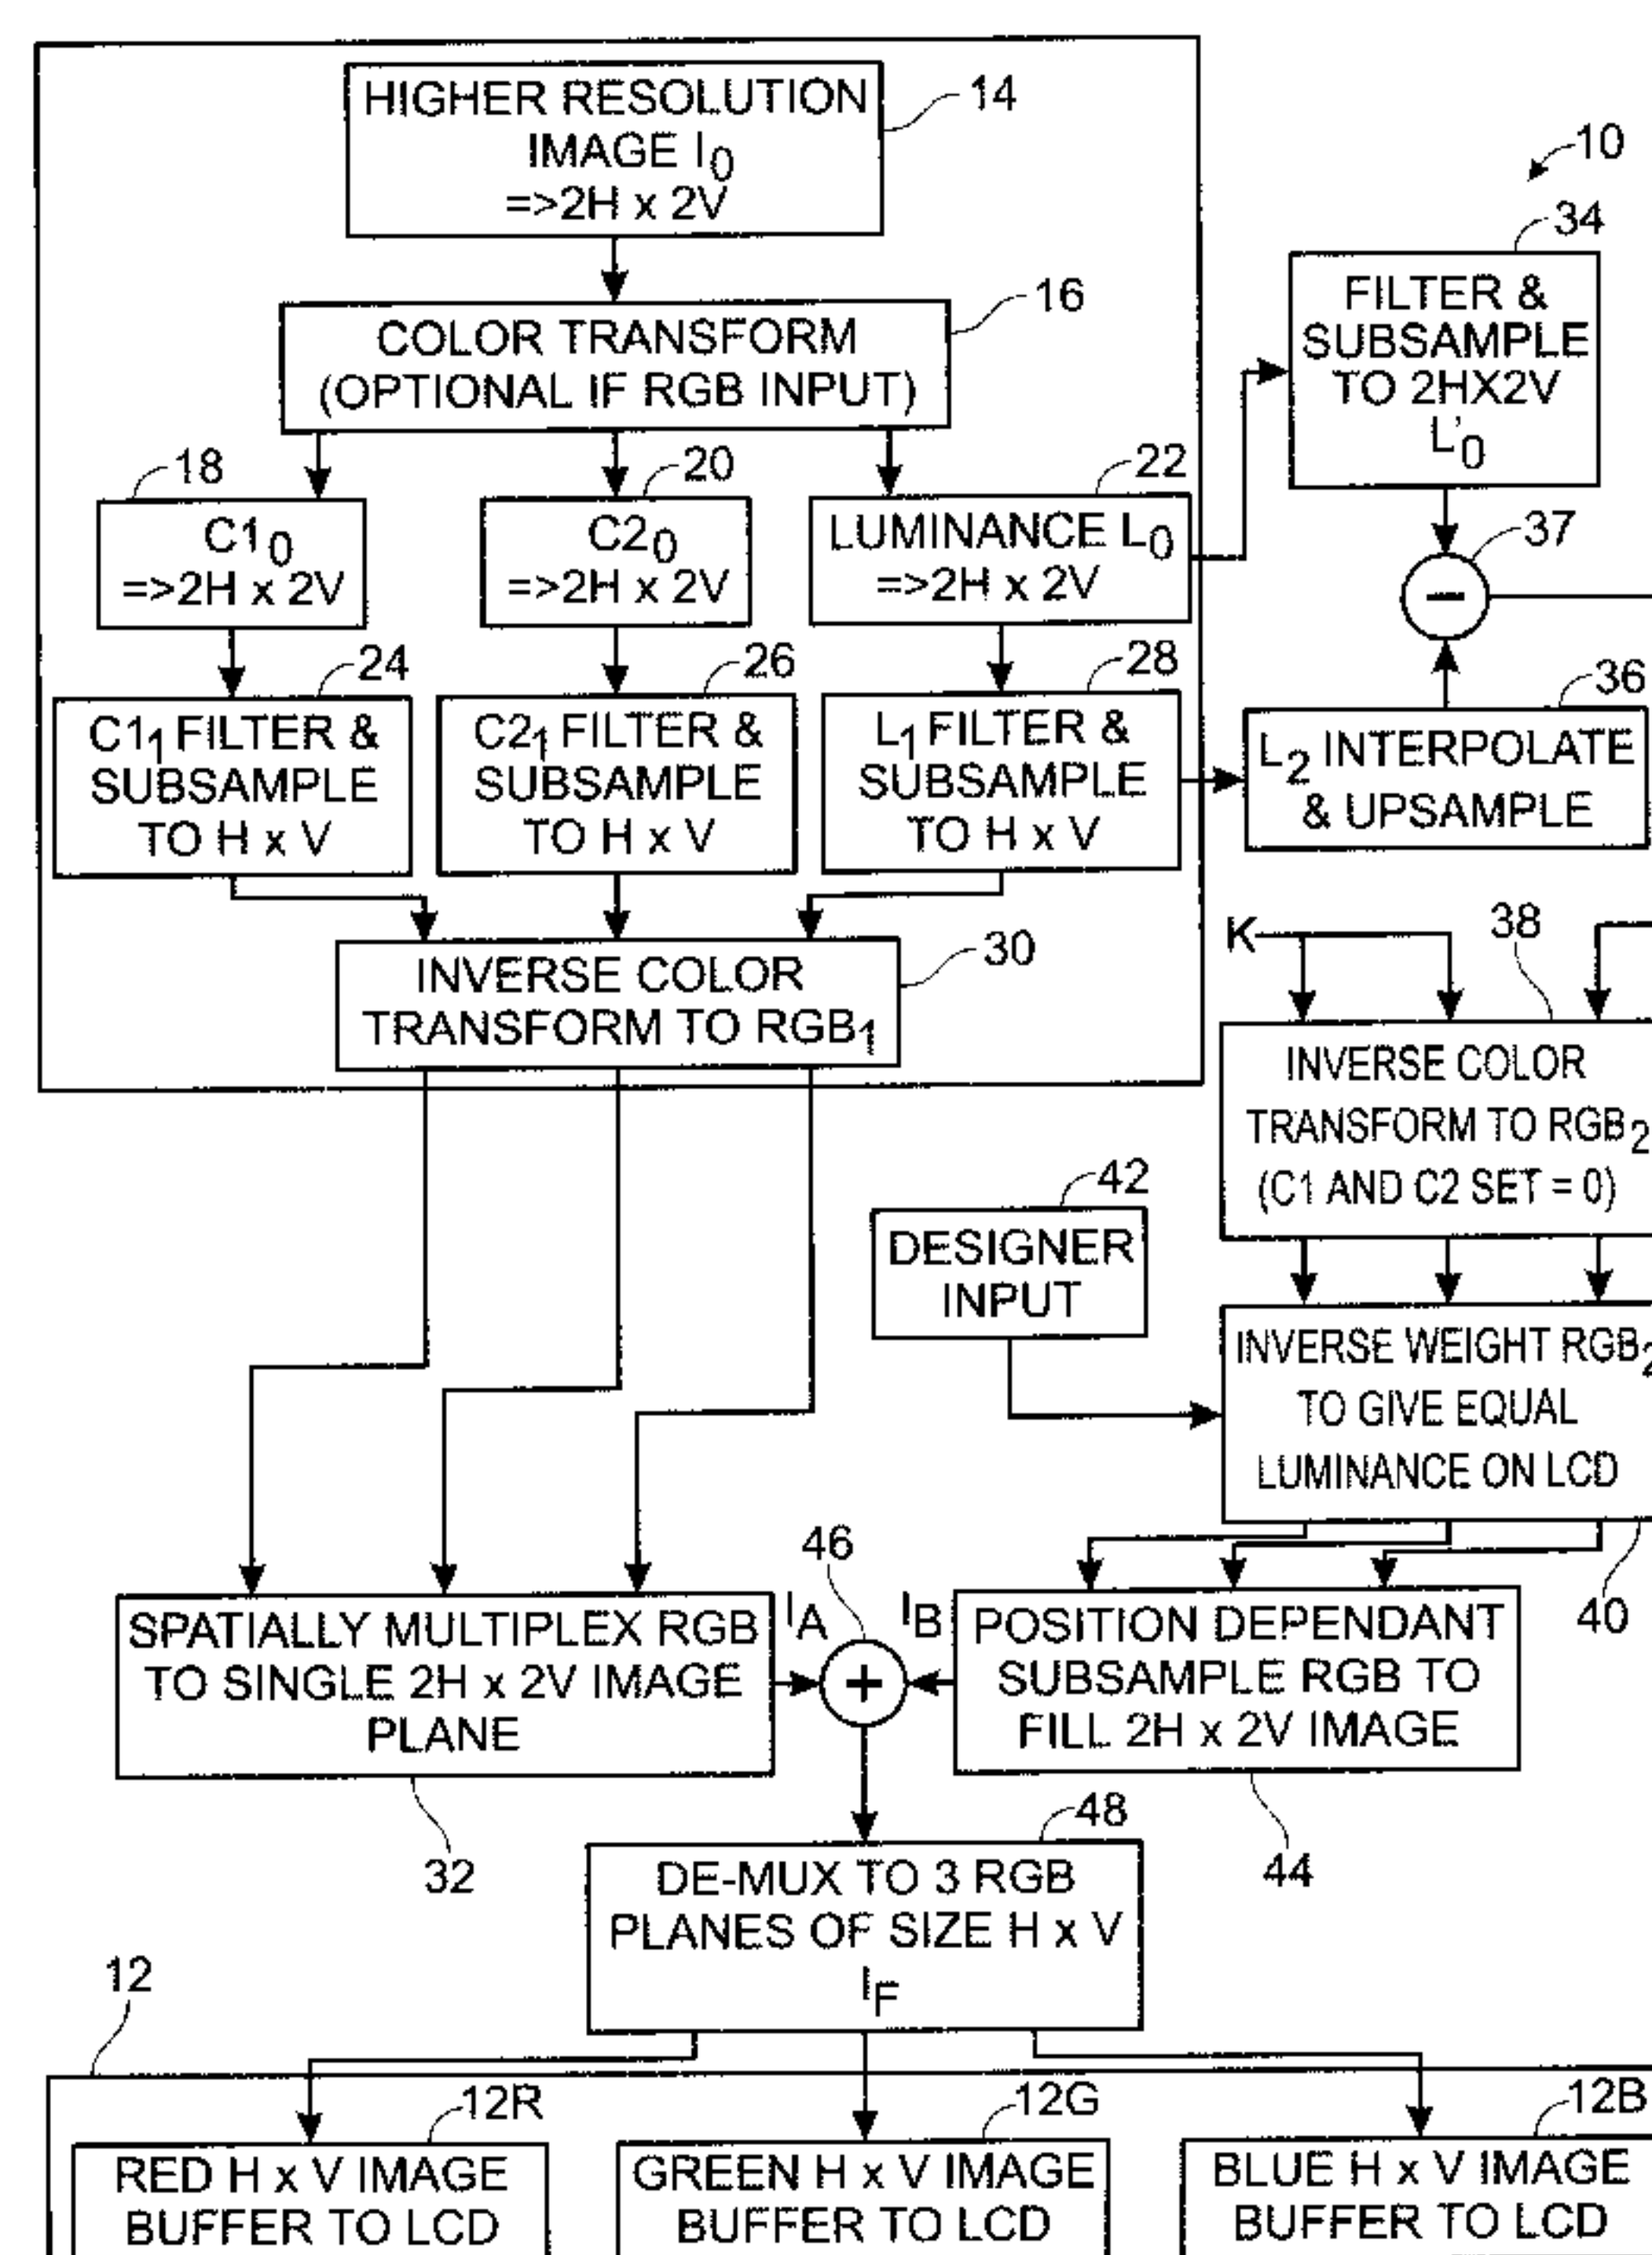 HIGHER RESOLUTION
IMAGE I0
=>2H x 2V
14
10
COLOR TRANSFORM
(OPTIONAL IF RGB INPUT)
16
34
FILTER &
SUBSAMPLE
TO 2HX2V
L'0
18
C10
=>2H x 2V
20
C20
=>2H x 2V
22
LUMINANCE L0
=>2H x 2V
37
−
24
C11 FILTER &
SUBSAMPLE
TO H x V
26
C21 FILTER &
SUBSAMPLE
TO H x V
28
L1 FILTER &
SUBSAMPLE
TO H x V
36
L2 INTERPOLATE
& UPSAMPLE
30
INVERSE COLOR
TRANSFORM TO RGB1
K
38
INVERSE COLOR
TRANSFORM TO RGB2
(C1 AND C2 SET = 0)
42
DESIGNER
INPUT
INVERSE WEIGHT RGB2
TO GIVE EQUAL
LUMINANCE ON LCD
40
SPATIALLY MULTIPLEX RGB
TO SINGLE 2H x 2V IMAGE
PLANE
32
IA
46
+
IB
POSITION DEPENDANT
SUBSAMPLE RGB TO
FILL 2H x 2V IMAGE
44
48
DE-MUX TO 3 RGB
PLANES OF SIZE H x V
IF
12
12R
RED H x V IMAGE
BUFFER TO LCD
12G
GREEN H x V IMAGE
BUFFER TO LCD
12B
BLUE H x V IMAGE
BUFFER TO LCD